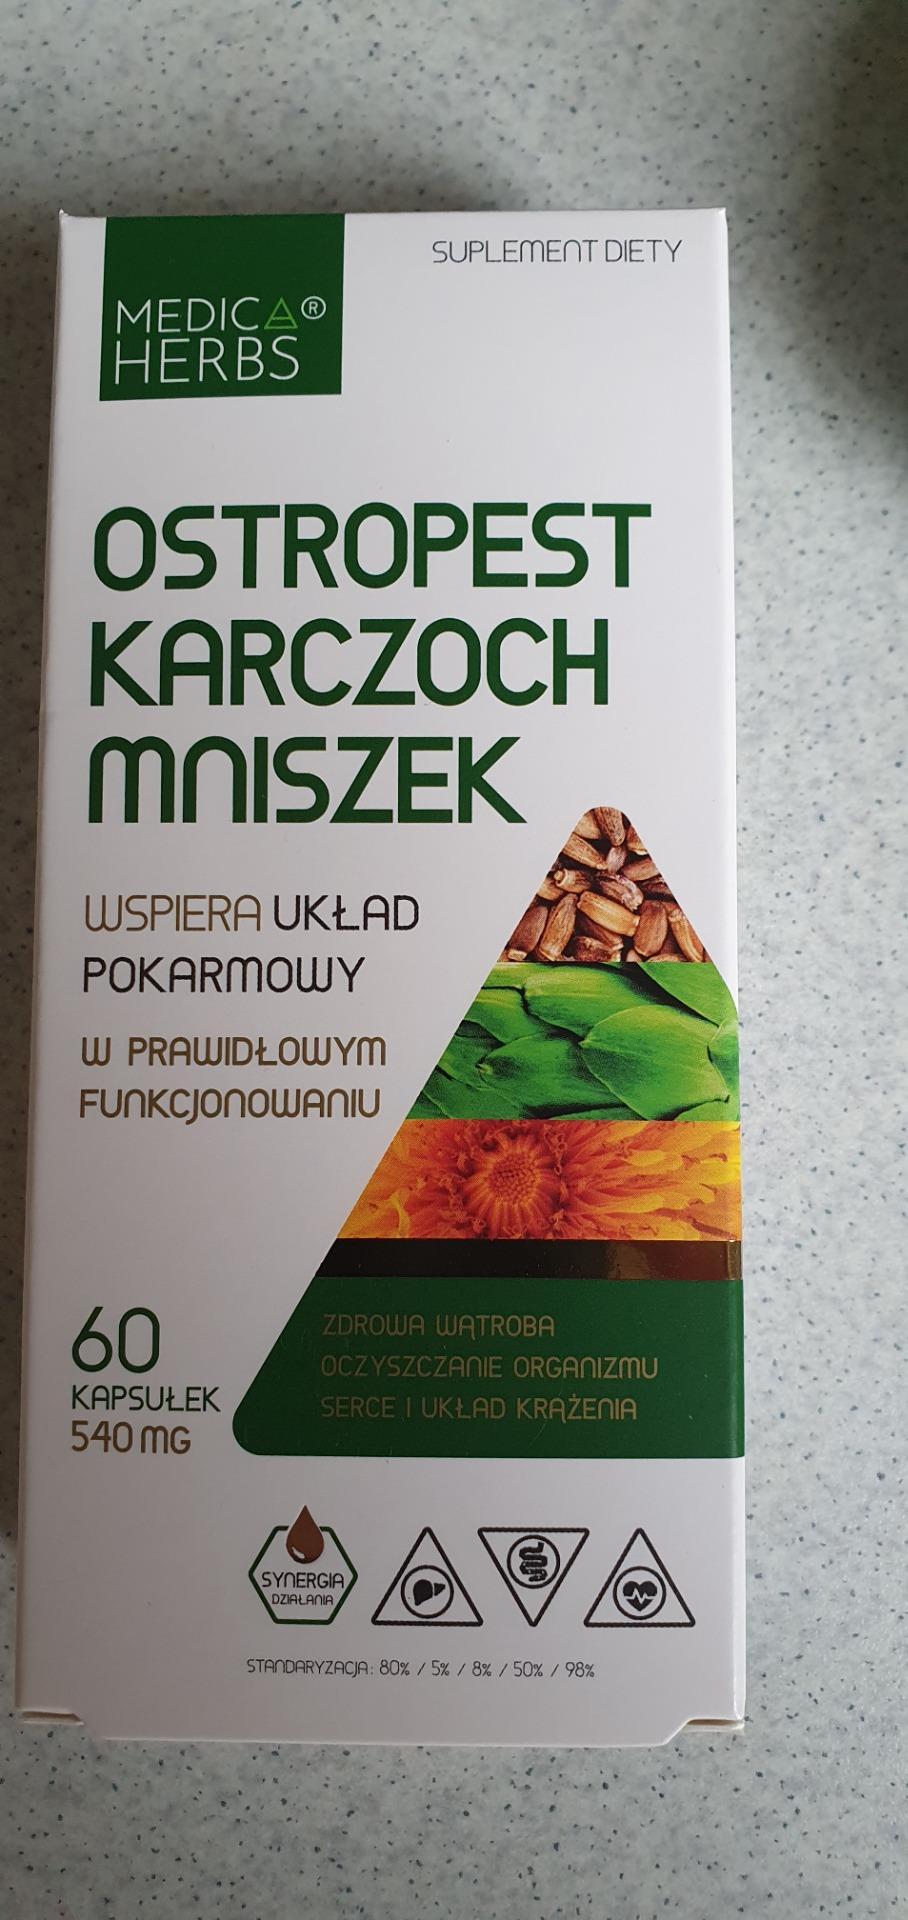 SUPLEMENT DIETY
MEDICA®
HERBS
OSTROPEST
KARCZOCH
MNISZEK
WSPIERA UKŁAD
POKARMOWY
W PRAWIDŁOWYM
FUNKCJONOWANIU
60
KAPSUŁEK
540 MG
ZDROWA WĄTROBA
OCZYSZCZANIE ORGANIZMU
SERCE I UKŁAD KRĄŻENIA
SYNERGIA
DZIAŁANIA
STANDARYZACJA: 80% / 5% / 8% / 50% / 98%